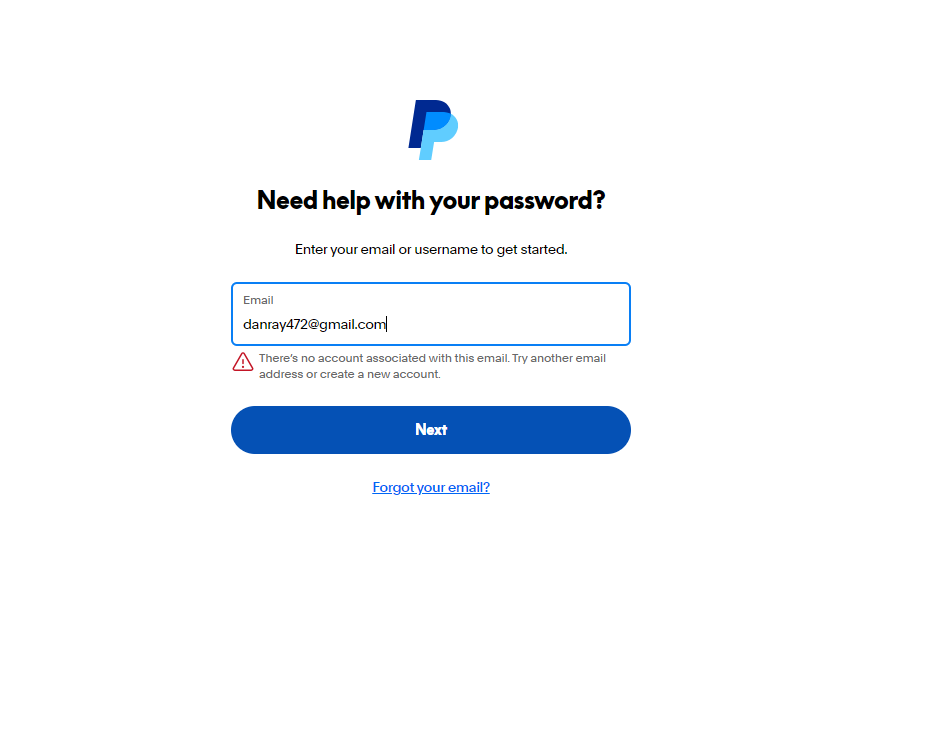 Need help with your password?
Enter your email or username to get started.
Email
danray472@gmail.com
There's no account associated with this email. Try another email
address or create a new account.
Next
Forgot your email?